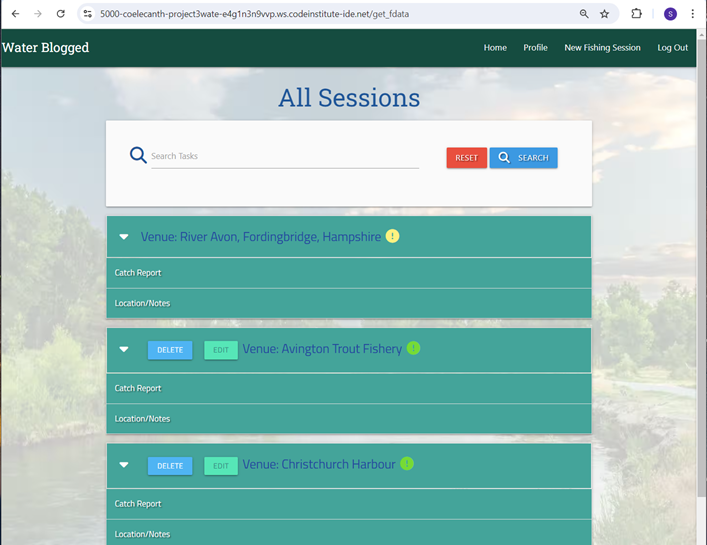 5000-coelecanth-project3wate-e4g1n3n9vvp.ws.codeinstitute-ide.net/get_fdata
S
Water Blogged
Home Profile New Fishing Session Log Out
All Sessions
Search Tasks RESET SEARCH
Venue: River Avon, Fordingbridge, Hampshire !
Catch Report
Location/Notes
DELETE EDIT Venue: Avington Trout Fishery !
Catch Report
Location/Notes
DELETE EDIT Venue: Christchurch Harbour !
Catch Report
Location/Notes